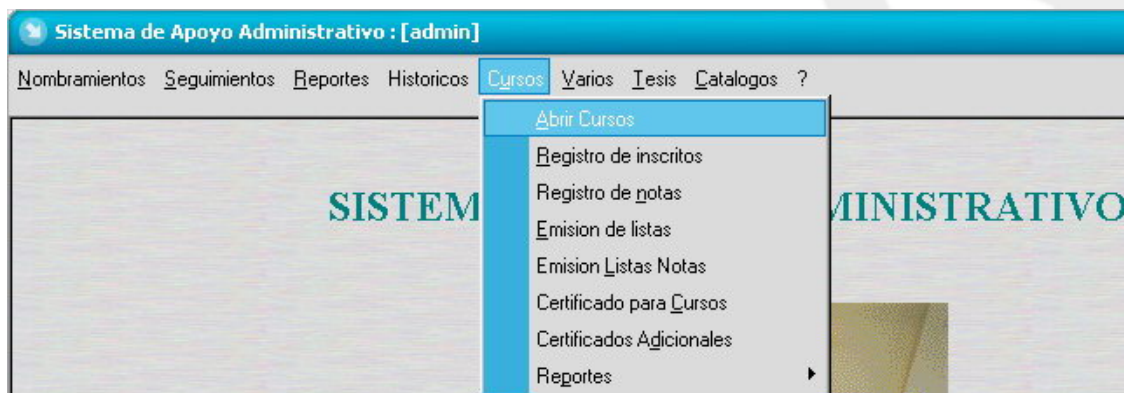 Sistema de Apoyo Administrativo : [admin]
Nombramientos Seguimientos Reportes Historicos Cursos Varios Tesis Catalogos ?
Abrir Cursos
Registro de inscritos
SISTEM
Registro de notas
MINISTRATIVO
Emision de listas
Emision Listas Notas
Certificado para Cursos
Certificados Adicionales
Reportes